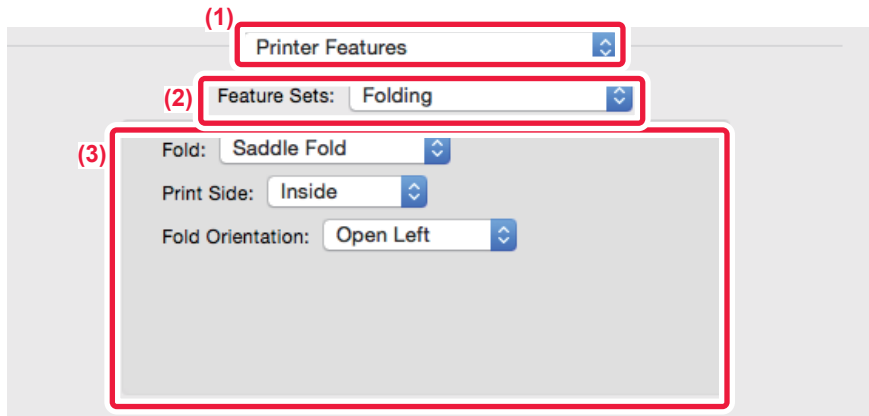 (1)
Printer Features
(2) Feature Sets: Folding
(3) Fold: Saddle Fold
Print Side: Inside
Fold Orientation: Open Left